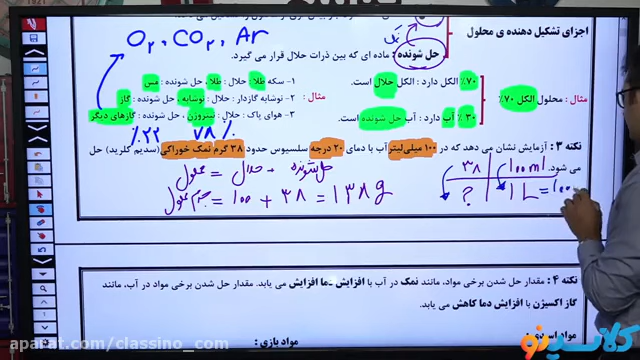 اجزای تشکیل دهنده ی محلول
حل شونده : ماده ای که بین ذرات حلال قرار می گیرد.
O₂ , CO₂ , Ar
مثال : محلول الکل ۷۰٪
۷۰٪ الکل دارد : الکل حلال است.
۳۰٪ آب دارد : آب حل شونده است.
مثال :
۱- سکه طلا : حلال : طلا ، حل شونده : مس
۲- نوشابه گازدار : حلال : نوشابه ، حل شونده : گاز
۳- هوای پاک : حلال : نیتروژن ، حل شونده : گازهای دیگر
۷۸ ٪
٪ ۲۲
نکته ۳ : آزمایش نشان می دهد که در ۱۰۰ میلی لیتر آب با دمای ۲۰ درجه سلسیوس حدود ۳۸ گرم نمک خوراکی (سدیم کلرید) حل
می شود.
حل شونده + حلال = محلول
جرم محلول = ۱۰۰ + ۳۸ = ۱۳۸ g
۳۸ | ۱۰۰ ml
? | ۱ L = ۱۰۰
نکته ۴ : مقدار حل شدن برخی مواد، مانند نمک در آب با افزایش دما افزایش می یابد. مقدار حل شدن برخی مواد در آب، مانند
گاز اکسیژن با افزایش دما کاهش می یابد.
مواد بازی :
aparat.com/classino_com
کلاسینو